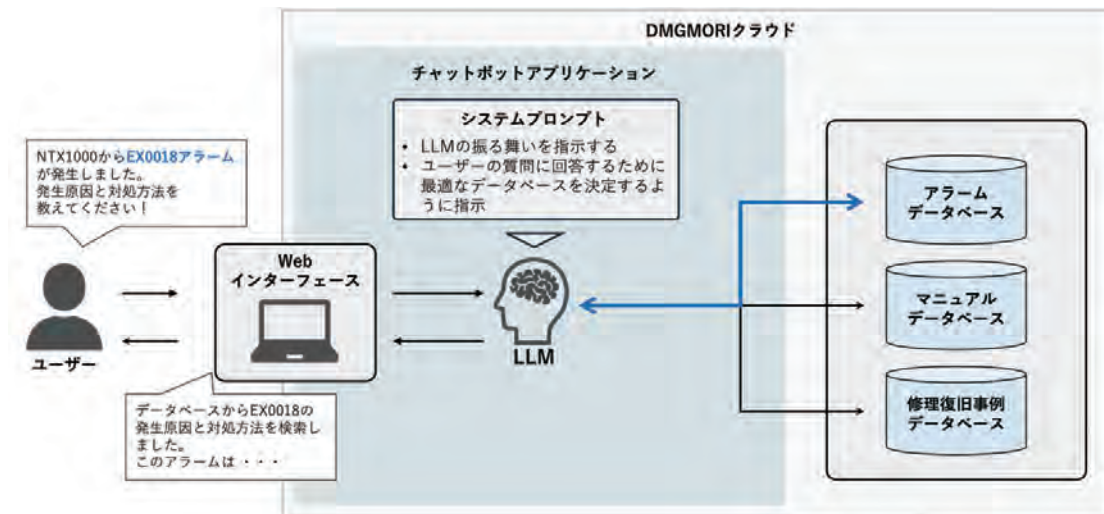 DMGMORIクラウド
チャットボットアプリケーション
システムプロンプト
• LLMの振る舞いを指示する
• ユーザーの質問に回答するために
最適なデータベースを決定するよ
うに指示
NTX1000からEX0018アラーム
が発生しました。
発生原因と対処方法を
教えてください！
ユーザー
Web
インターフェース
データベースからEX0018の
発生原因と対処方法を検索し
ました。
このアラームは ・・・
LLM
アラーム
データベース
マニュアル
データベース
修理復旧事例
データベース